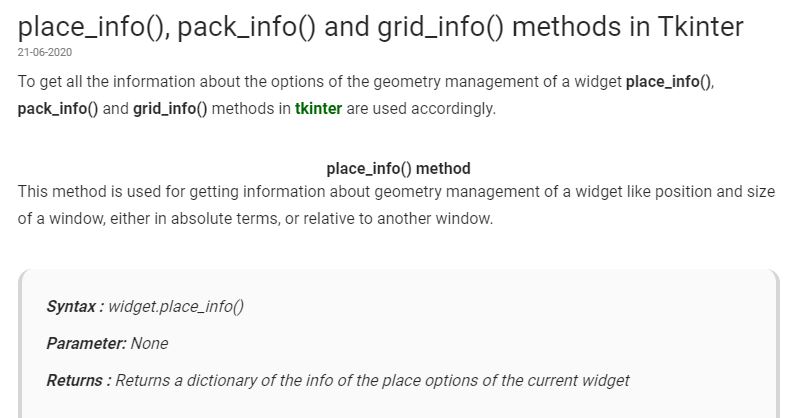 place_info(), pack_info() and grid_info() methods in Tkinter
21-06-2020
To get all the information about the options of the geometry management of a widget place_info(),
pack_info() and grid_info() methods in tkinter are used accordingly.
place_info() method
This method is used for getting information about geometry management of a widget like position and size
of a window, either in absolute terms, or relative to another window.
Syntax : widget.place_info()
Parameter: None
Returns : Returns a dictionary of the info of the place options of the current widget